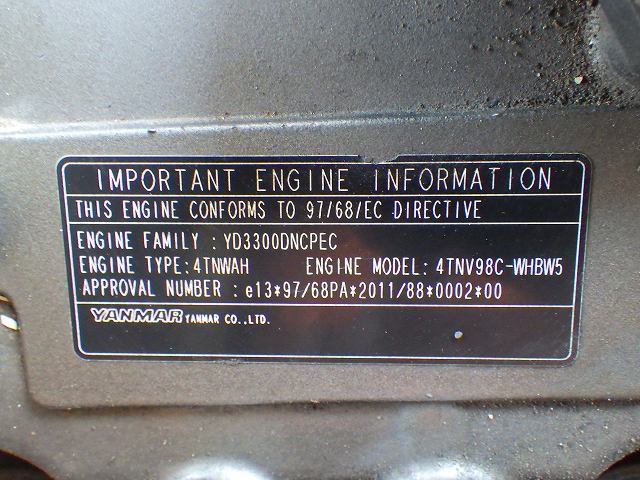 IMPORTANT ENGINE INFORMATION
THIS ENGINE CONFORMS TO 97/68/EC DIRECTIVE
ENGINE FAMILY : YD3300DNCPEC
ENGINE TYPE: 4TNWAH ENGINE MODEL: 4TNV98C-WHBW5
APPROVAL NUMBER : e13*97/68PA*2011/88*0002*00
YANMAR YANMAR CO.,LTD.